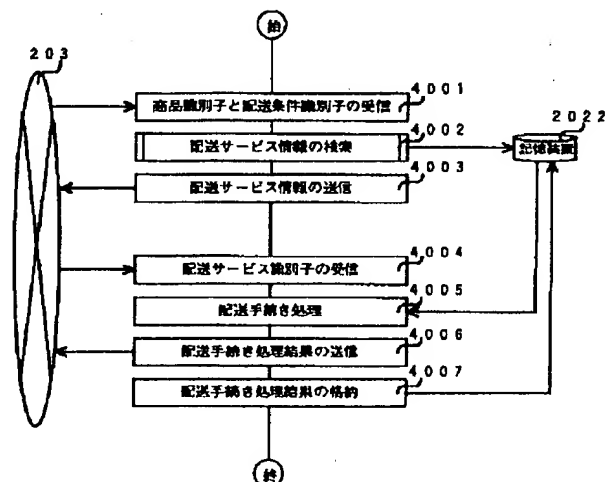 始
203
4001
商品識別子と配送条件識別子の受信
4002
2022
配送サービス情報の検索
記憶装置
4003
配送サービス情報の送信
4004
配送サービス識別子の受信
4005
配送手続き処理
4006
配送手続き処理結果の送信
4007
配送手続き処理結果の格納
終